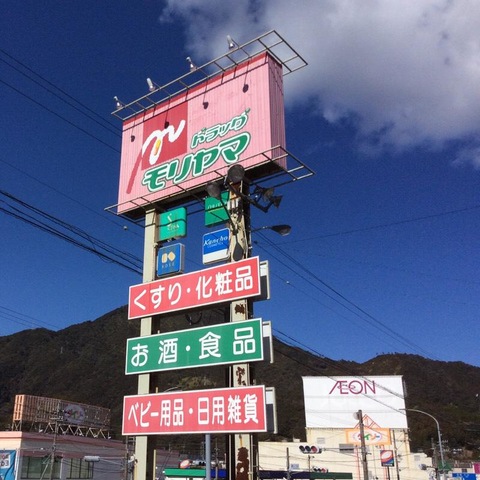 ドラッグ
モリヤマ
くすり・化粧品
お酒・食品
ベビー用品・日用雑貨
ÆON